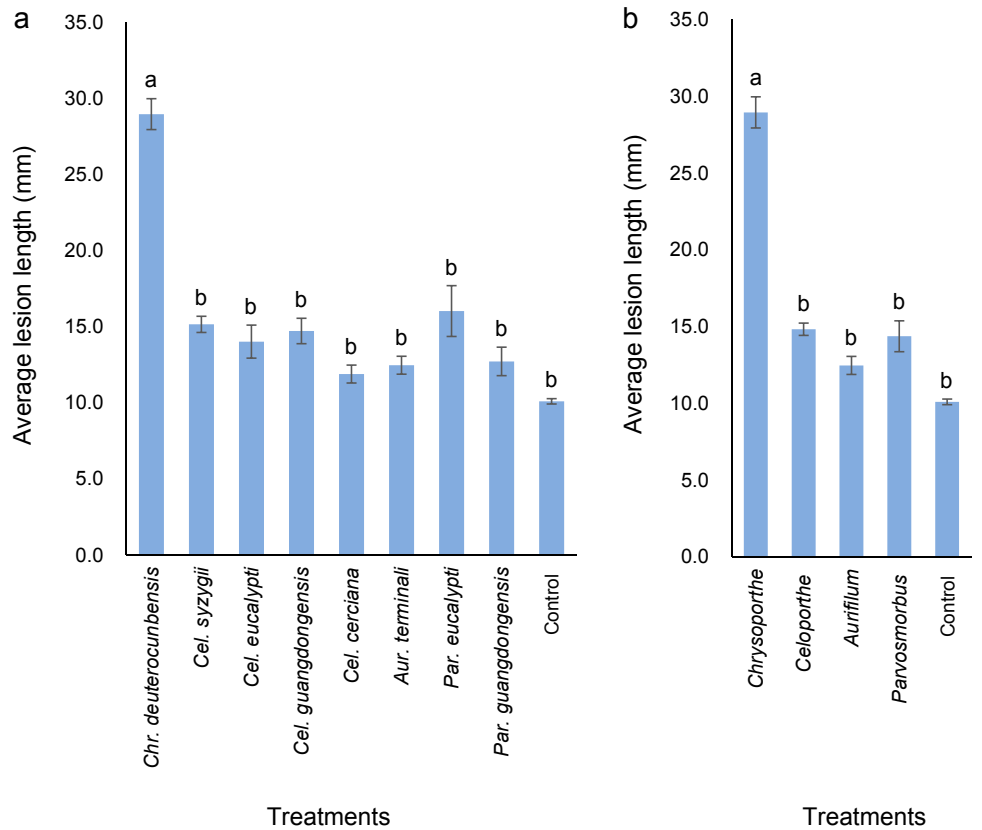 a
Average lesion length (mm)
35.0
30.0
25.0
20.0
15.0
10.0
5.0
0.0
a
b
b
b
b
b
b
b
b
Chr. deuterocunbensis
Cel. syzygii
Cel. eucalypti
Cel. guangdongensis
Cel. cerciana
Aur. terminali
Par. eucalypti
Par. guangdongensis
Control
Treatments
b
Average lesion length (mm)
35.0
30.0
25.0
20.0
15.0
10.0
5.0
0.0
a
b
b
b
b
Chrysoporthe
Celoporthe
Aurifilum
Parvosmorbus
Control
Treatments